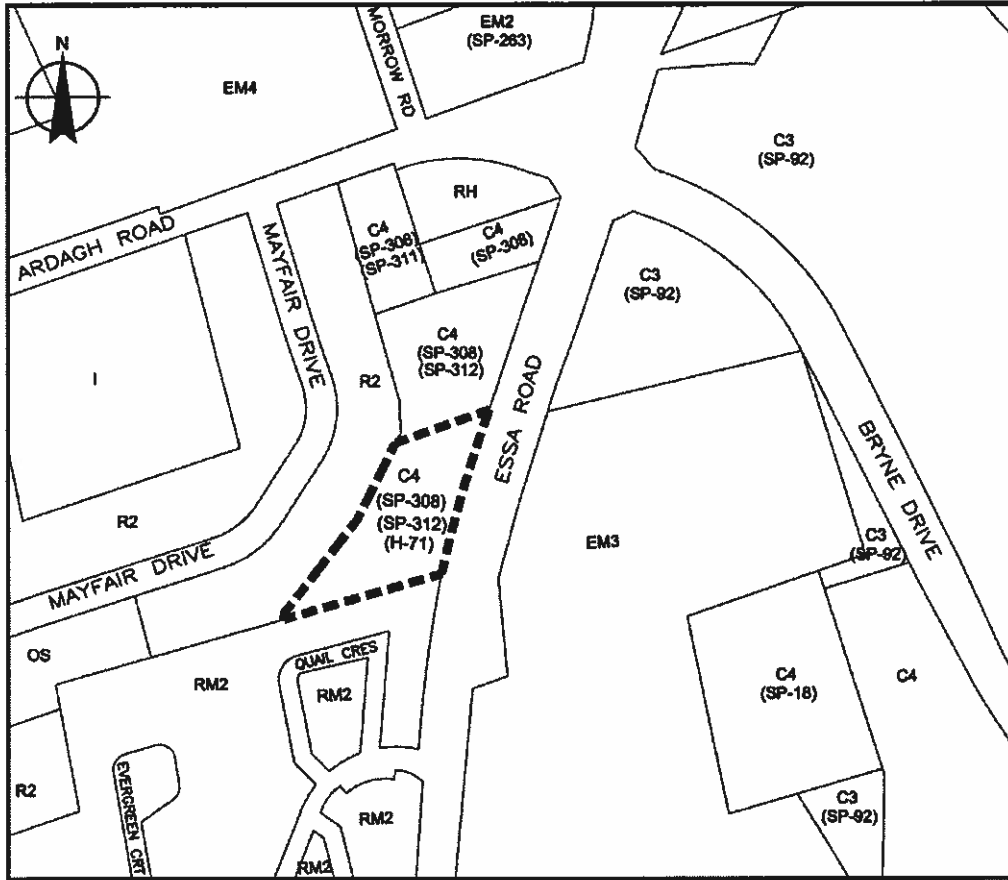 N
MORROW RD
EM2
(SP-263)
EM4
C3
(SP-92)
ARDAGH ROAD
MAYFAIR DRIVE
RH
C4
(SP-308)
(SP-311)
C4
(SP-308)
C3
(SP-92)
C4
(SP-308)
(SP-312)
I
R2
ESSA ROAD
C4
(SP-308)
(SP-312)
(H-71)
BRYNE DRIVE
R2
EM3
C3
(SP-92)
MAYFAIR DRIVE
OS
QUAIL CRES
RM2
RM2
C4
(SP-18)
C4
R2
EVERGREEN CRT
RM2
C3
(SP-92)
RM2